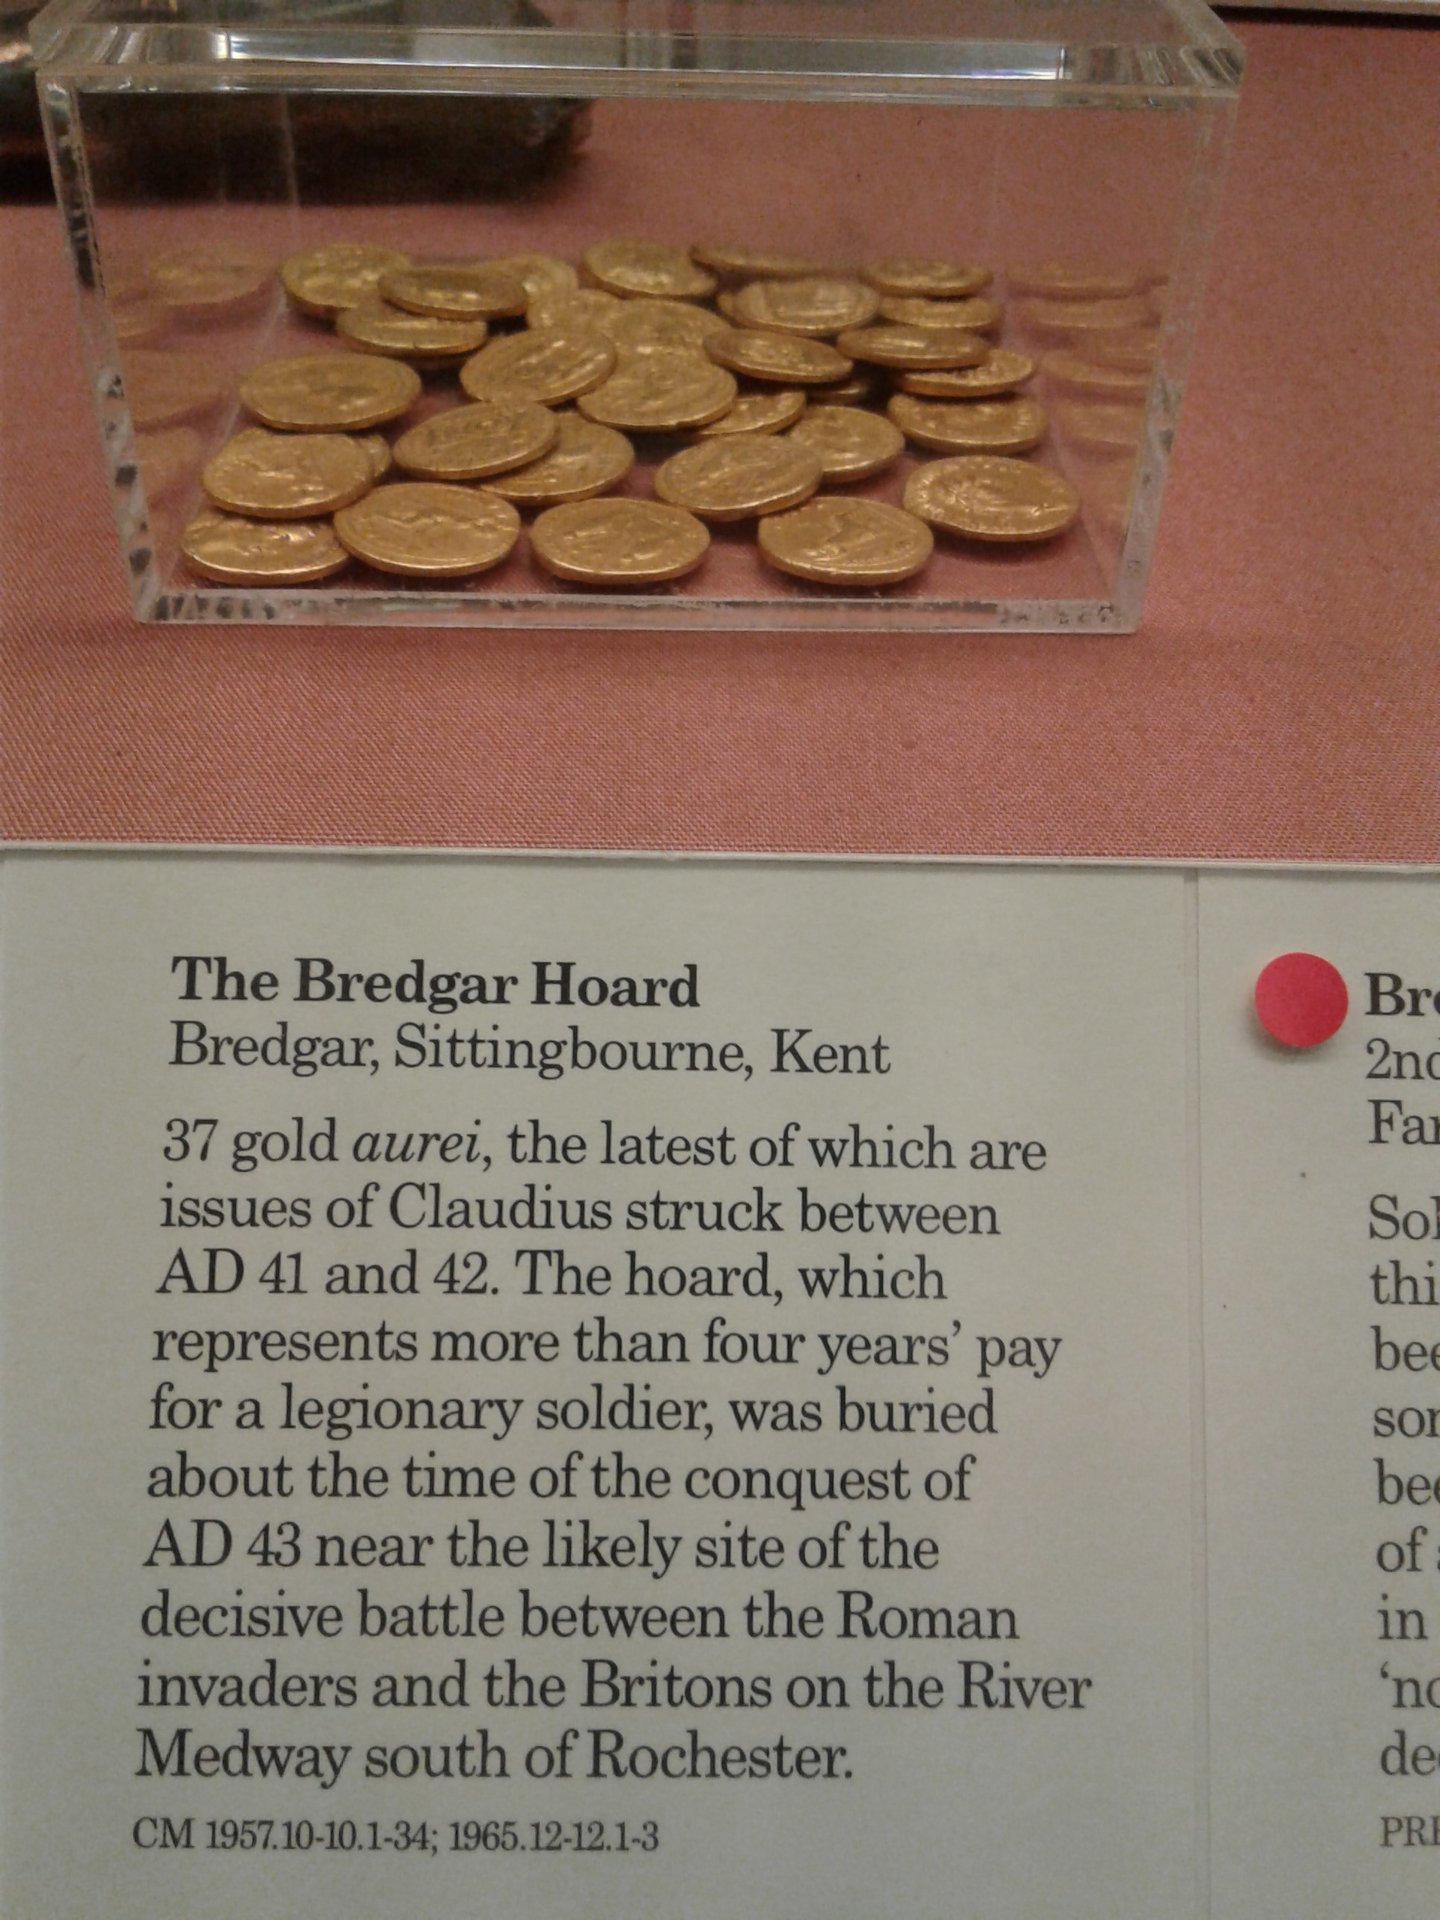 The Bredgar Hoard
Bredgar, Sittingbourne, Kent
37 gold aurei, the latest of which are
issues of Claudius struck between
AD 41 and 42. The hoard, which
represents more than four years' pay
for a legionary soldier, was buried
about the time of the conquest of
AD 43 near the likely site of the
decisive battle between the Roman
invaders and the Britons on the River
Medway south of Rochester.
CM 1957.10-10.1-34; 1965.12-12.1-3
of
in